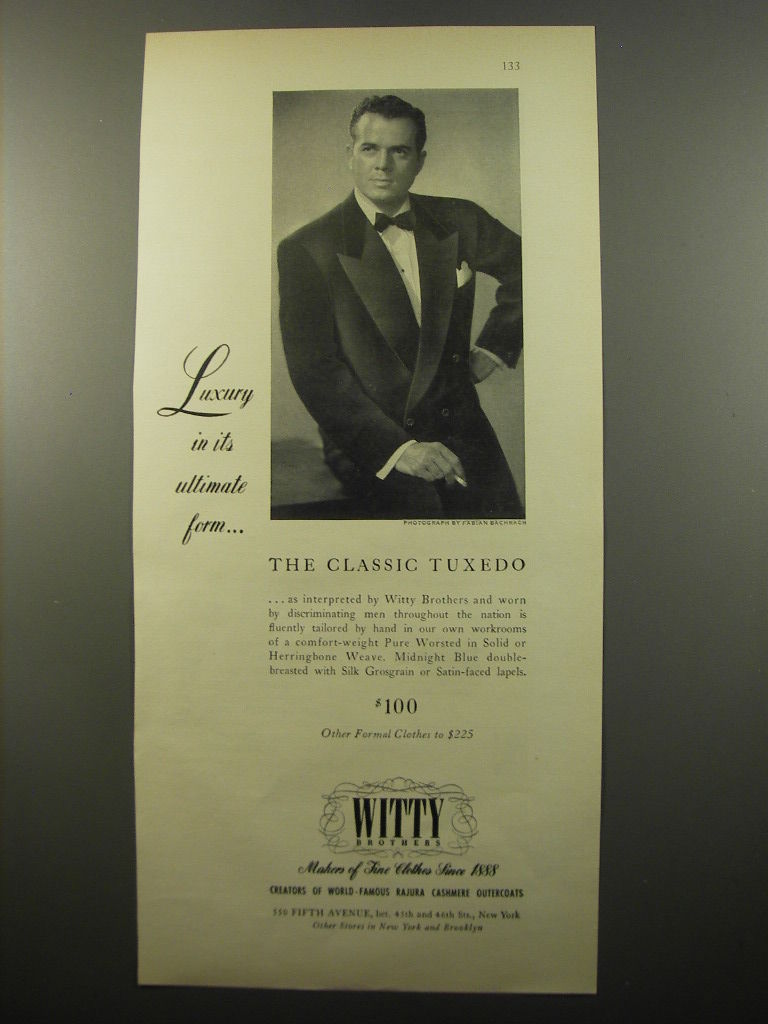 133
Luxury
in its
ultimate
form...
PHOTOGRAPH BY FABIAN BACHRACH
THE CLASSIC TUXEDO
... as interpreted by Witty Brothers and worn
by discriminating men throughout the nation is
fluently tailored by hand in our own workrooms
of a comfort-weight Pure Worsted in Solid or
Herringbone Weave. Midnight Blue double-
breasted with Silk Grosgrain or Satin-faced lapels.
$100
Other Formal Clothes to $225
WITTY
BROTHERS
Makers of Fine Clothes Since 1888
CREATORS OF WORLD-FAMOUS RAJURA CASHMERE OUTERCOATS
550 FIFTH AVENUE, bet. 45th and 46th Sts., New York
Other Stores in New York and Brooklyn